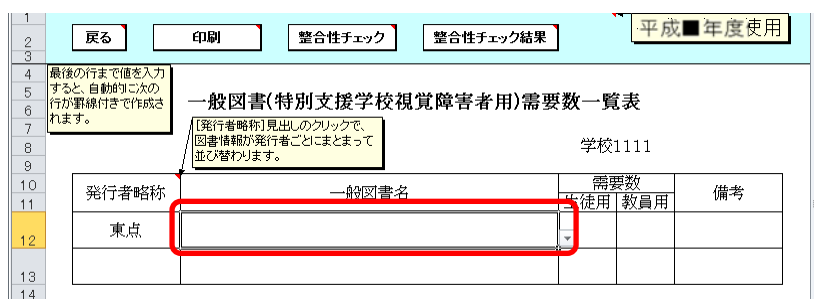 1
2
3
4
5
6
7
8
9
10
11
12
13
14
戻る 印刷 整合性チェック 整合性チェック結果
平成■年度使用
最後の行まで値を入力
すると、自動的に次の
行が罫線付きで作成さ
れます。
一般図書(特別支援学校視覚障害者用)需要数一覧表
[発行者略称]見出しのクリックで、
図書情報が発行者ごとにまとまって
並び替わります。
学校1111
発行者略称 一般図書名 需要数 備考
生徒用 教員用
東点